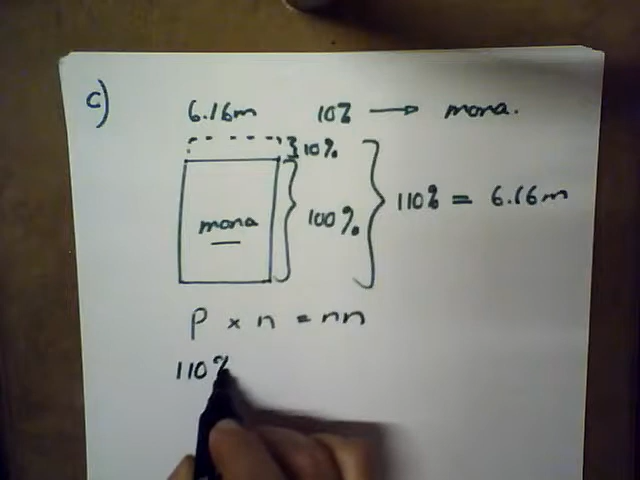 c) 6.16m 10% → mona.
10%
mona 100% 110% = 6.16m
P × n = nn
110%